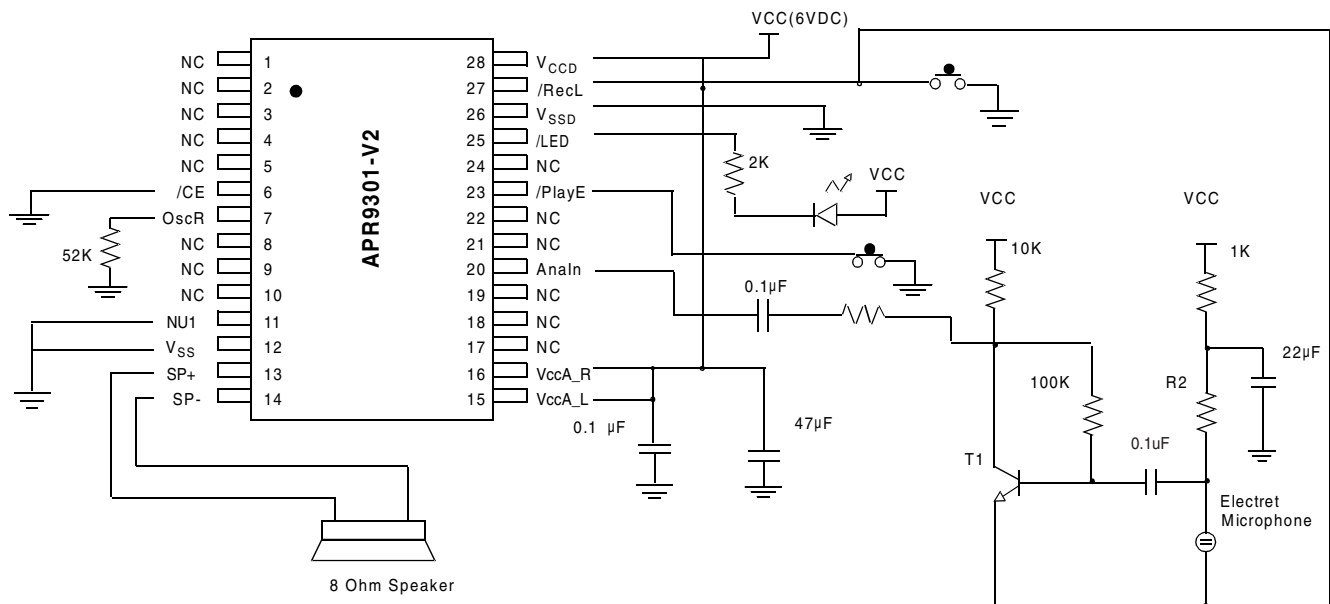 VCC(6VDC)
NC 1 28 VCCD
NC 2 27 /RecL
NC 3 26 VSSD
NC 4 25 /LED
NC 5 24 NC
/CE 6 23 /PlayE
OscR 7 22 NC
NC 8 21 NC
NC 9 20 AnaIn
NC 10 19 NC
NU1 11 18 NC
VSS 12 17 NC
SP+ 13 16 VccA_R
SP- 14 15 VccA_L
APR9301-V2
52K
2K
VCC
VCC
VCC
10K
1K
0.1µF
22µF
100K
R2
0.1 µF
47µF
0.1uF
T1
Electret
Microphone
8 Ohm Speaker